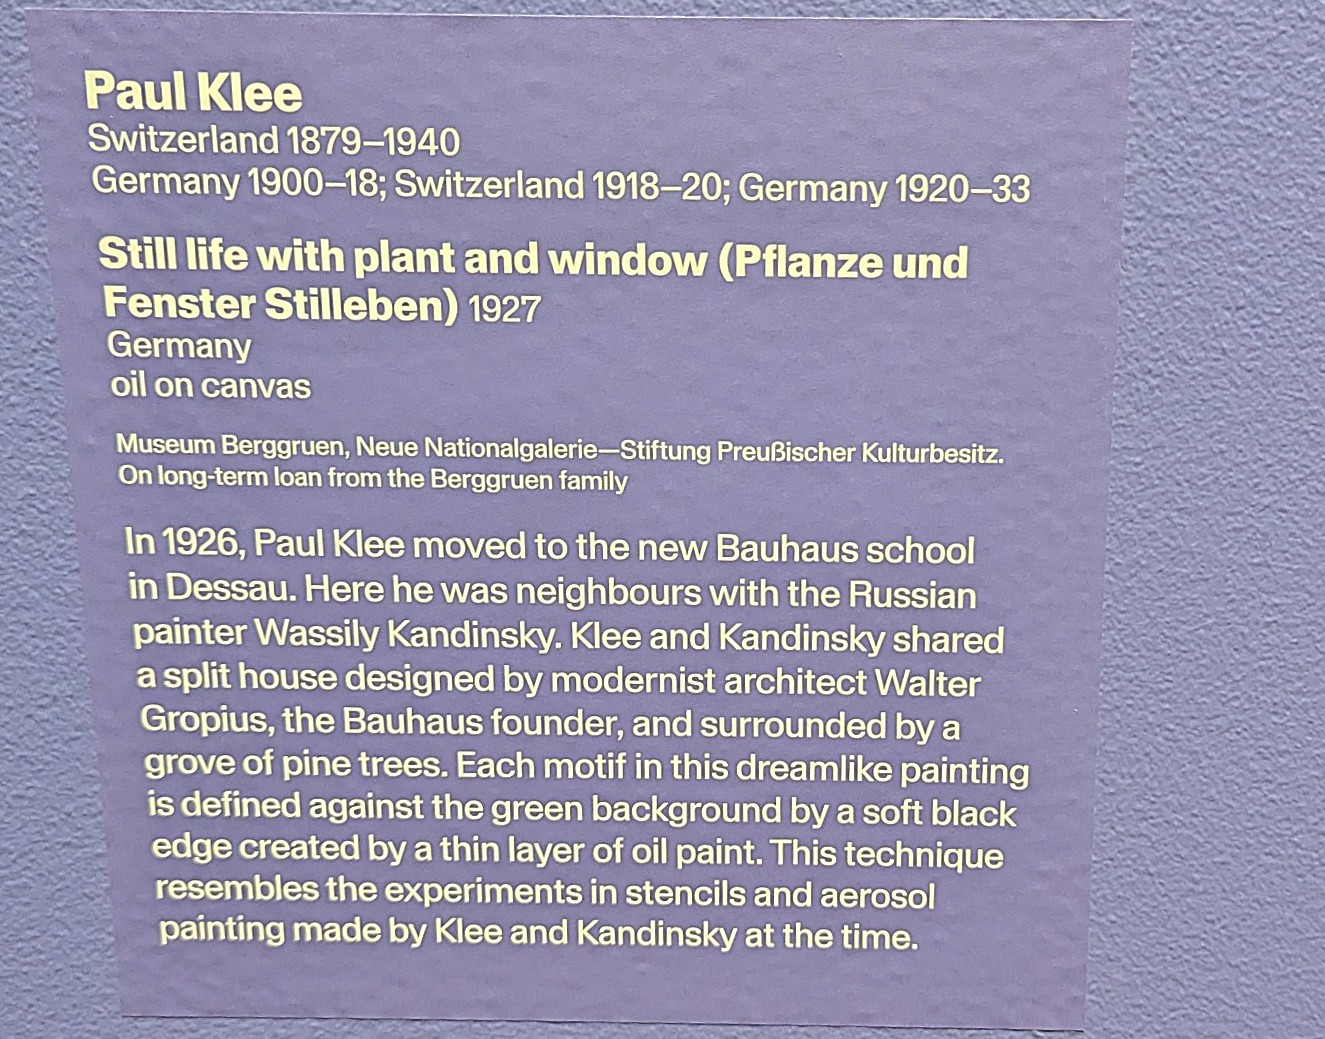 Paul Klee
Switzerland 1879–1940
Germany 1900–18; Switzerland 1918–20; Germany 1920–33
Still life with plant and window (Pflanze und
Fenster Stilleben) 1927
Germany
oil on canvas
Museum Berggruen, Neue Nationalgalerie—Stiftung Preußischer Kulturbesitz.
On long-term loan from the Berggruen family
In 1926, Paul Klee moved to the new Bauhaus school
in Dessau. Here he was neighbours with the Russian
painter Wassily Kandinsky. Klee and Kandinsky shared
a split house designed by modernist architect Walter
Gropius, the Bauhaus founder, and surrounded by a
grove of pine trees. Each motif in this dreamlike painting
is defined against the green background by a soft black
edge created by a thin layer of oil paint. This technique
resembles the experiments in stencils and aerosol
painting made by Klee and Kandinsky at the time.